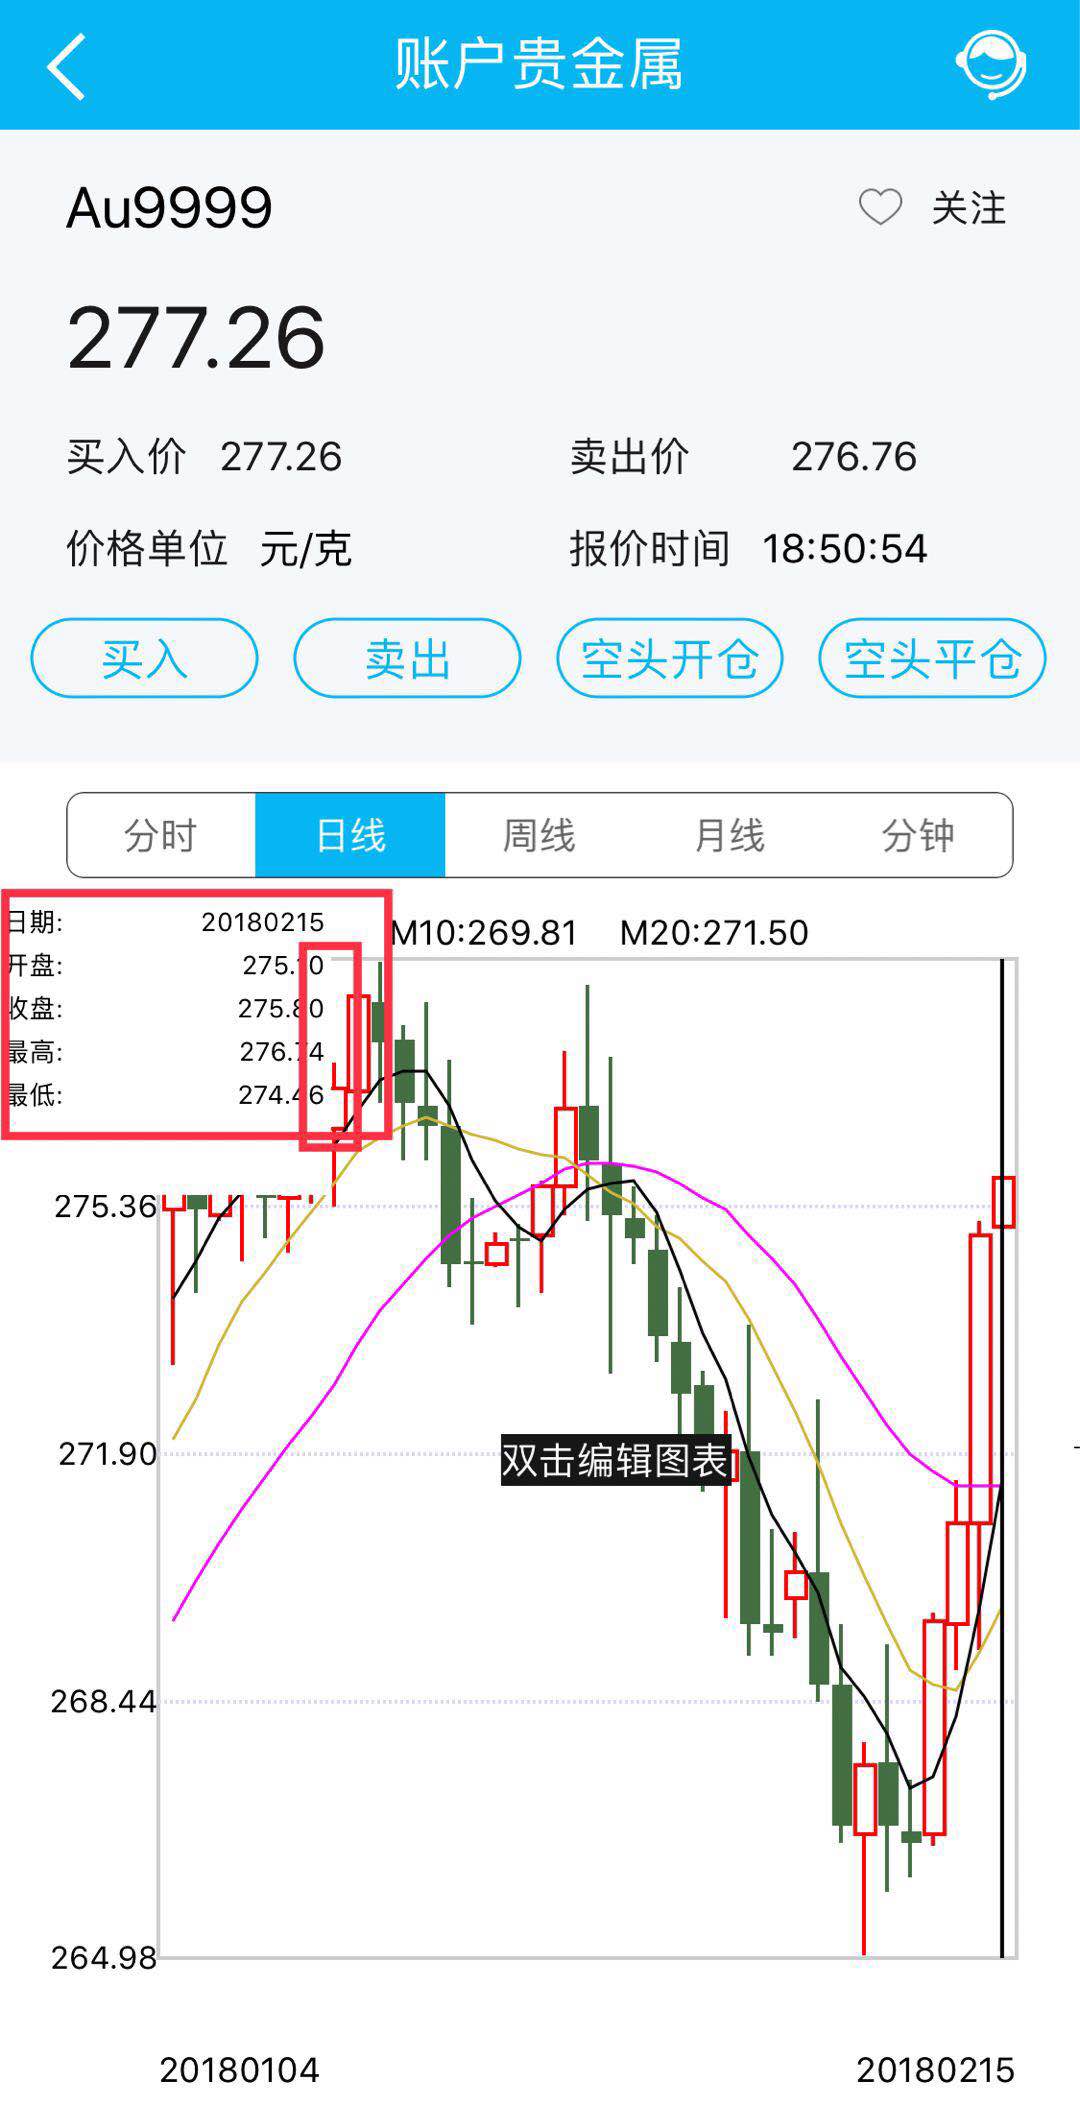 账户贵金属
Au9999
关注
277.26
买入价 277.26 卖出价 276.76
价格单位 元/克 报价时间 18:50:54
买入 卖出 空头开仓 空头平仓
分时 日线 周线 月线 分钟
日期: 20180215
M10:269.81 M20:271.50
开盘: 275.10
收盘: 275.80
最高: 276.74
最低: 274.46
275.36
271.90
双击编辑图表
268.44
264.98
20180104 20180215